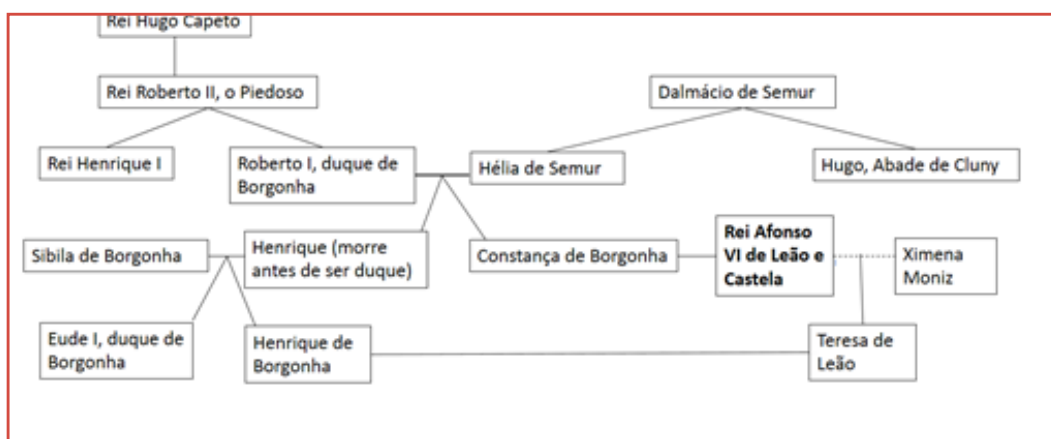 Rei Hugo Capeto
Rei Roberto II, o Piedoso
Dalmácio de Semur
Rei Henrique I
Roberto I, duque de
Borgonha
Hélia de Semur
Hugo, Abade de Cluny
Sibila de Borgonha
Henrique (morre
antes de ser duque)
Constança de Borgonha
Rei Afonso
VI de Leão e
Castela
Ximena
Moniz
Eude I, duque de
Borgonha
Henrique de
Borgonha
Teresa de
Leão